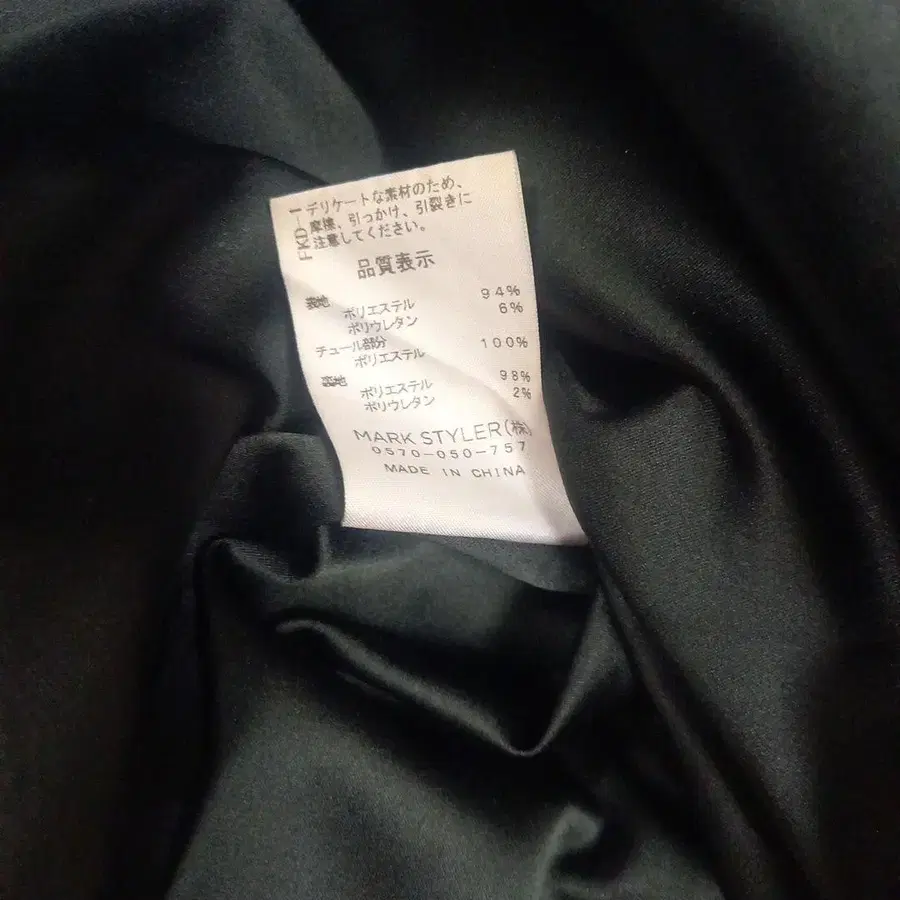 FKD-1
デリケートな素材のため、
摩擦、引っかけ、引裂きに
注意してください。
品質表示
表地
ポリエステル 94%
ポリウレタン 6%
チュール部分
ポリエステル 100%
裏地
ポリエステル 98%
ポリウレタン 2%
MARK STYLER(株)
0570-050-757
MADE IN CHINA